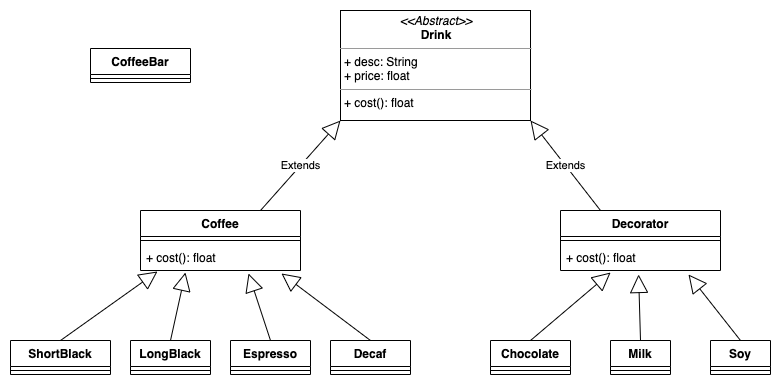 <<Abstract>>
Drink
+ desc: String
+ price: float
+ cost(): float
CoffeeBar
Extends
Extends
Coffee
+ cost(): float
Decorator
+ cost(): float
ShortBlack
LongBlack
Espresso
Decaf
Chocolate
Milk
Soy